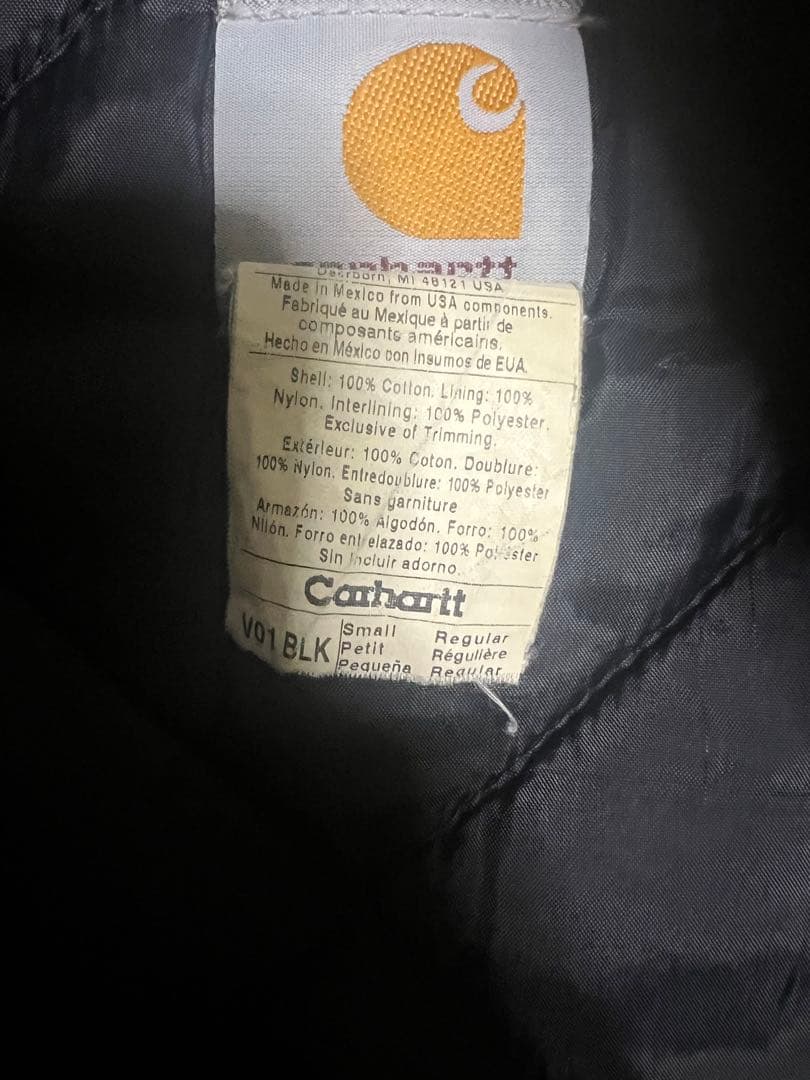 carhartt
Dearborn, MI 48121 USA
Made in Mexico from USA components.
Fabriqué au Mexique à partir de
composants américains.
Hecho en México con Insumos de EUA.
Shell: 100% Cotton. Lining: 100%
Nylon. Interlining: 100% Polyester.
Exclusive of Trimming.
Extérieur: 100% Coton. Doublure:
100% Nylon. Entredoublure: 100% Polyester
Sans garniture
Armazón: 100% Algodón. Forro: 100%
Nilón. Forro entrelazado: 100% Poliéster
Sin Incluir adorno.
Carhartt
V01 BLK
Small Regular
Petit Régulière
Pequeña Regular